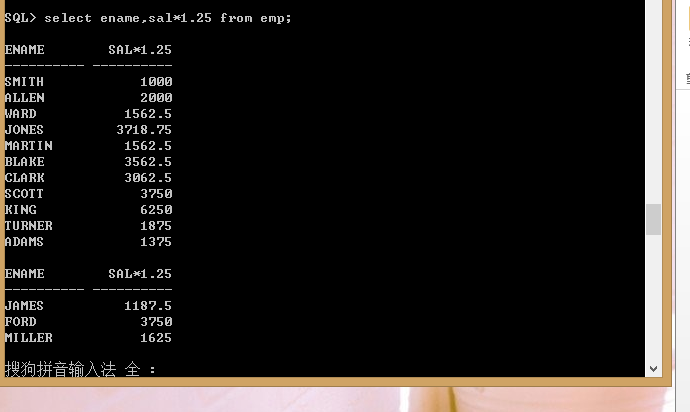 SQL> select ename,sal*1.25 from emp;
ENAME SAL*1.25
---------- ----------
SMITH 1000
ALLEN 2000
WARD 1562.5
JONES 3718.75
MARTIN 1562.5
BLAKE 3562.5
CLARK 3062.5
SCOTT 3750
KING 6250
TURNER 1875
ADAMS 1375
ENAME SAL*1.25
---------- ----------
JAMES 1187.5
FORD 3750
MILLER 1625
搜狗拼音输入法 全 :